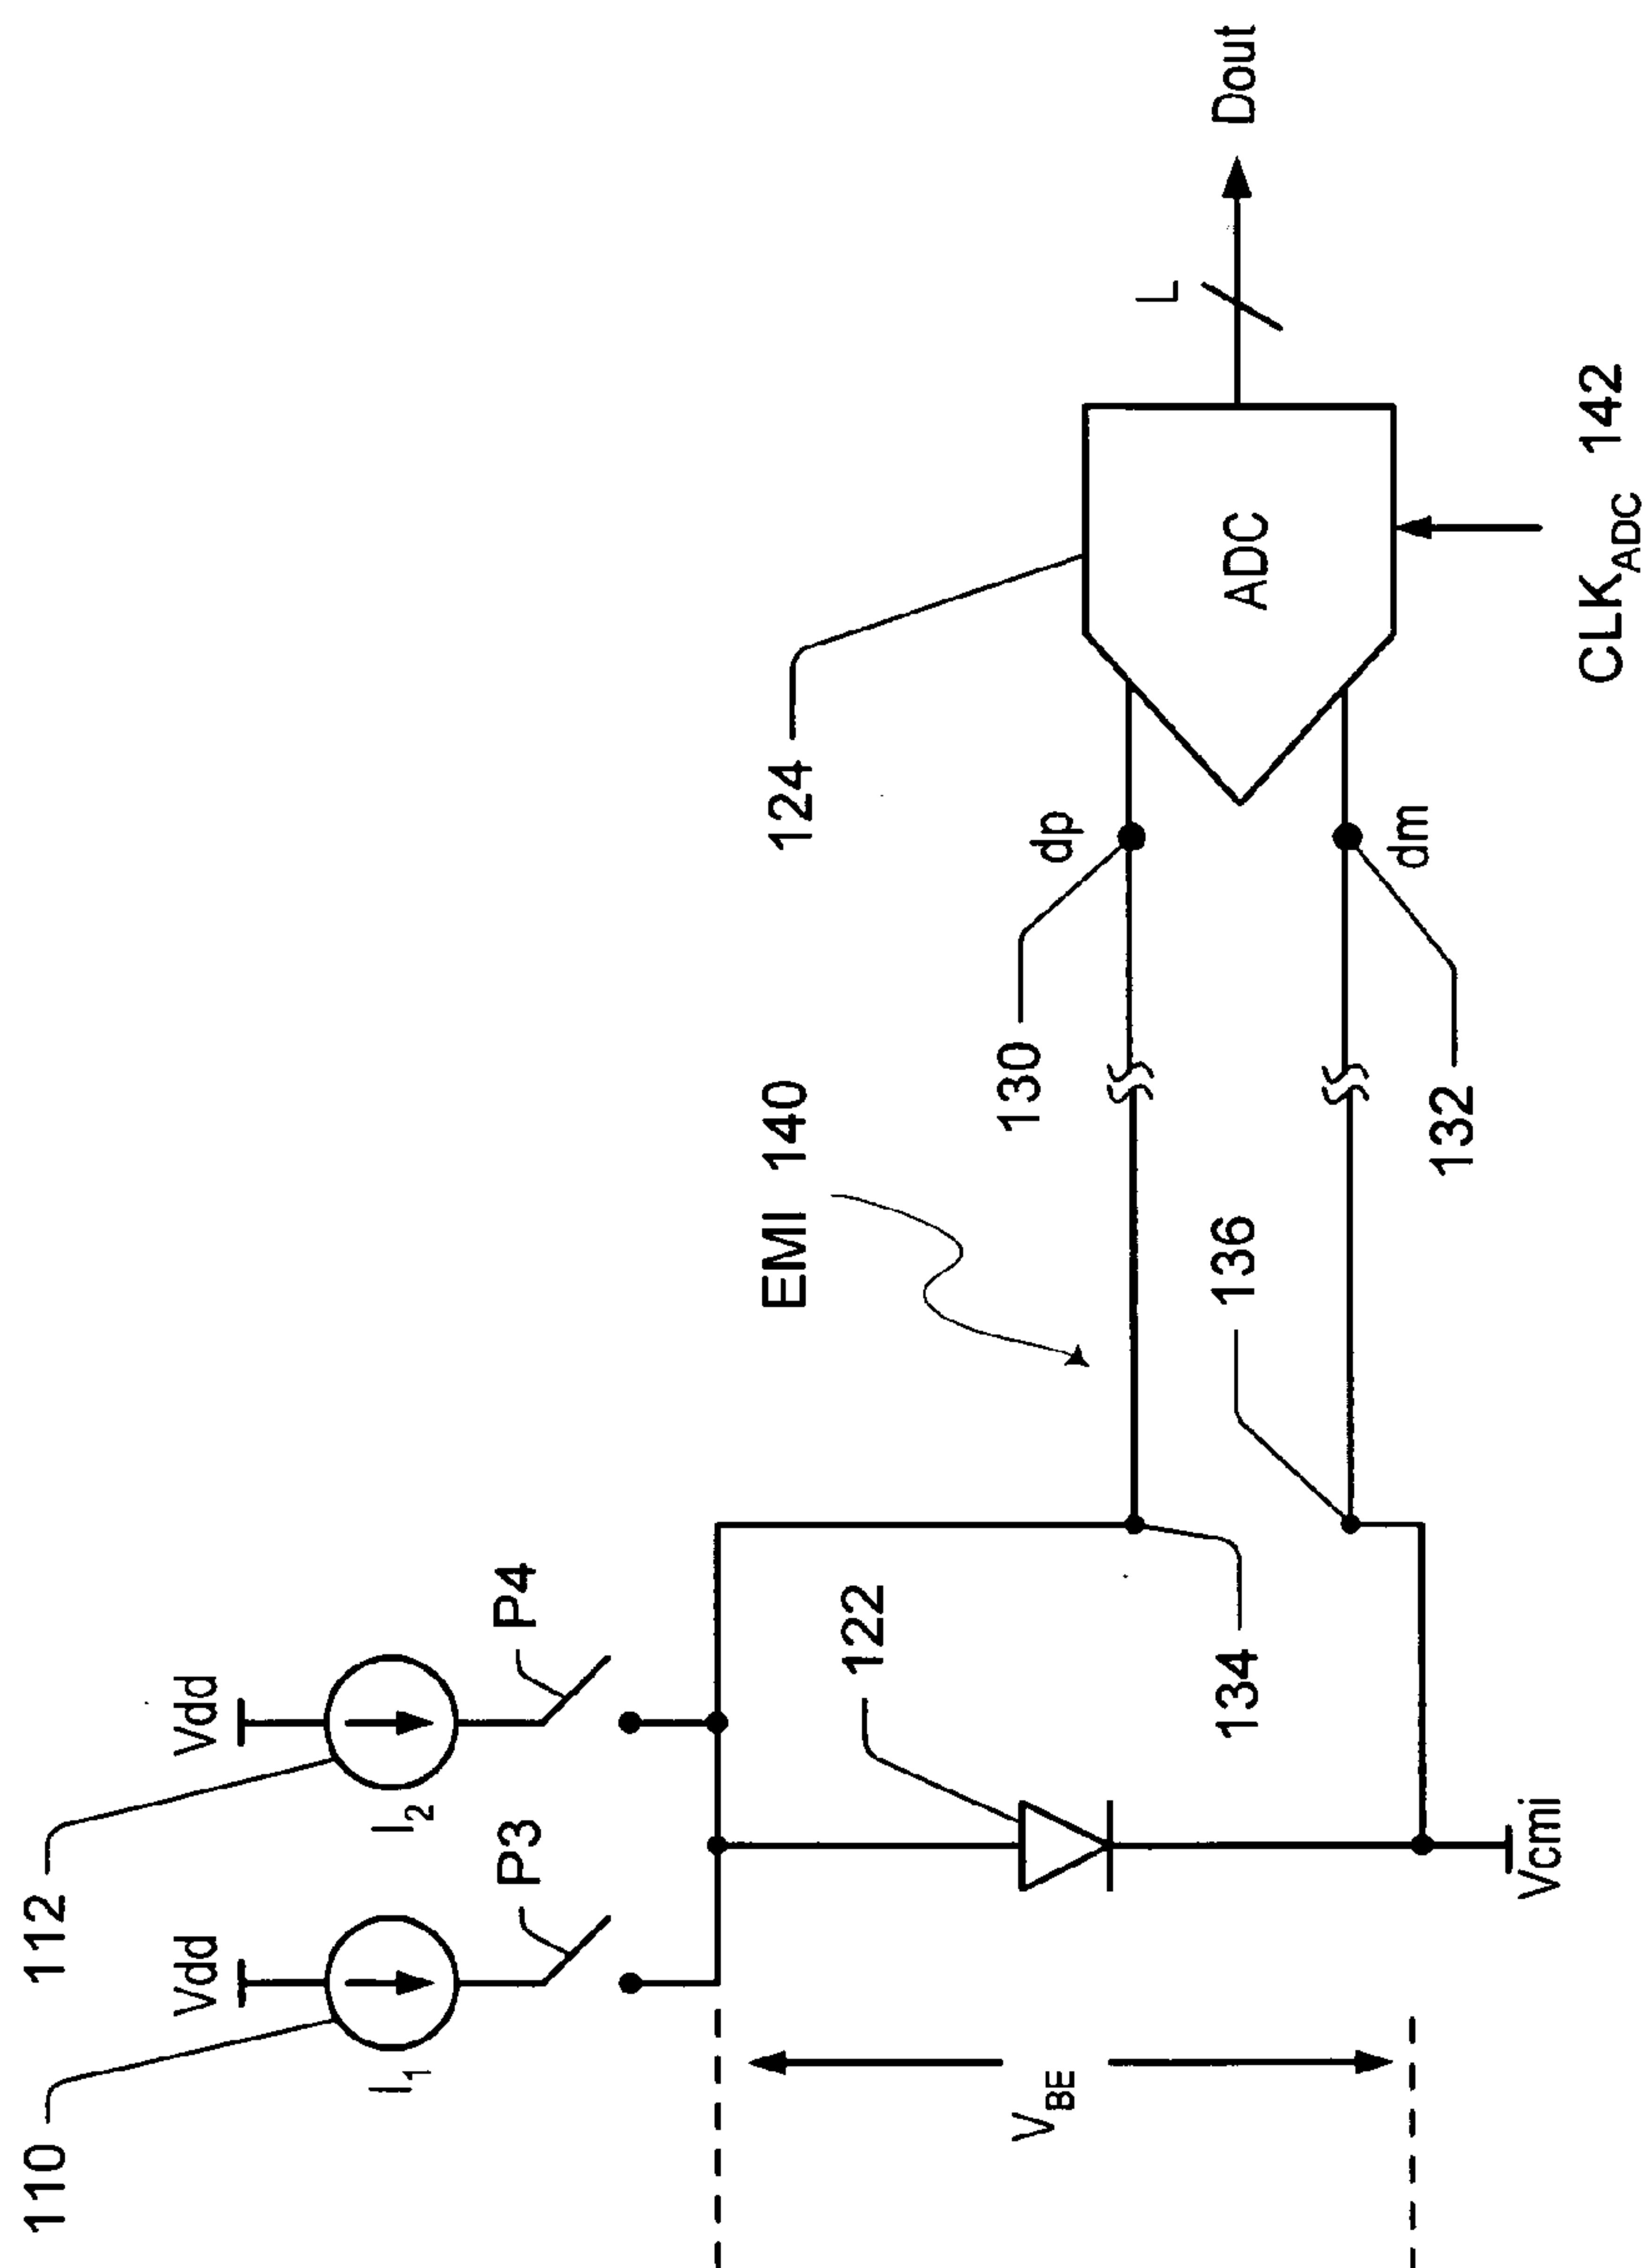 110
112
Vdd
Vdd
I1
I2
P3
P4
VBE
122
Vcmi
134
136
EMI 140
130
dp
132
dm
124
ADC
CLKADC 142
L
Dout